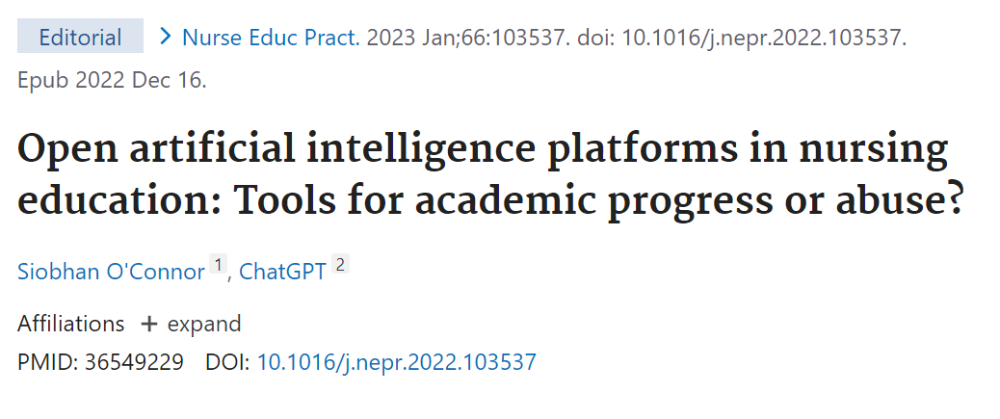 Editorial > Nurse Educ Pract. 2023 Jan;66:103537. doi: 10.1016/j.nepr.2022.103537.
Epub 2022 Dec 16.
Open artificial intelligence platforms in nursing
education: Tools for academic progress or abuse?
Siobhan O'Connor 1, ChatGPT 2
Affiliations + expand
PMID: 36549229 DOI: 10.1016/j.nepr.2022.103537